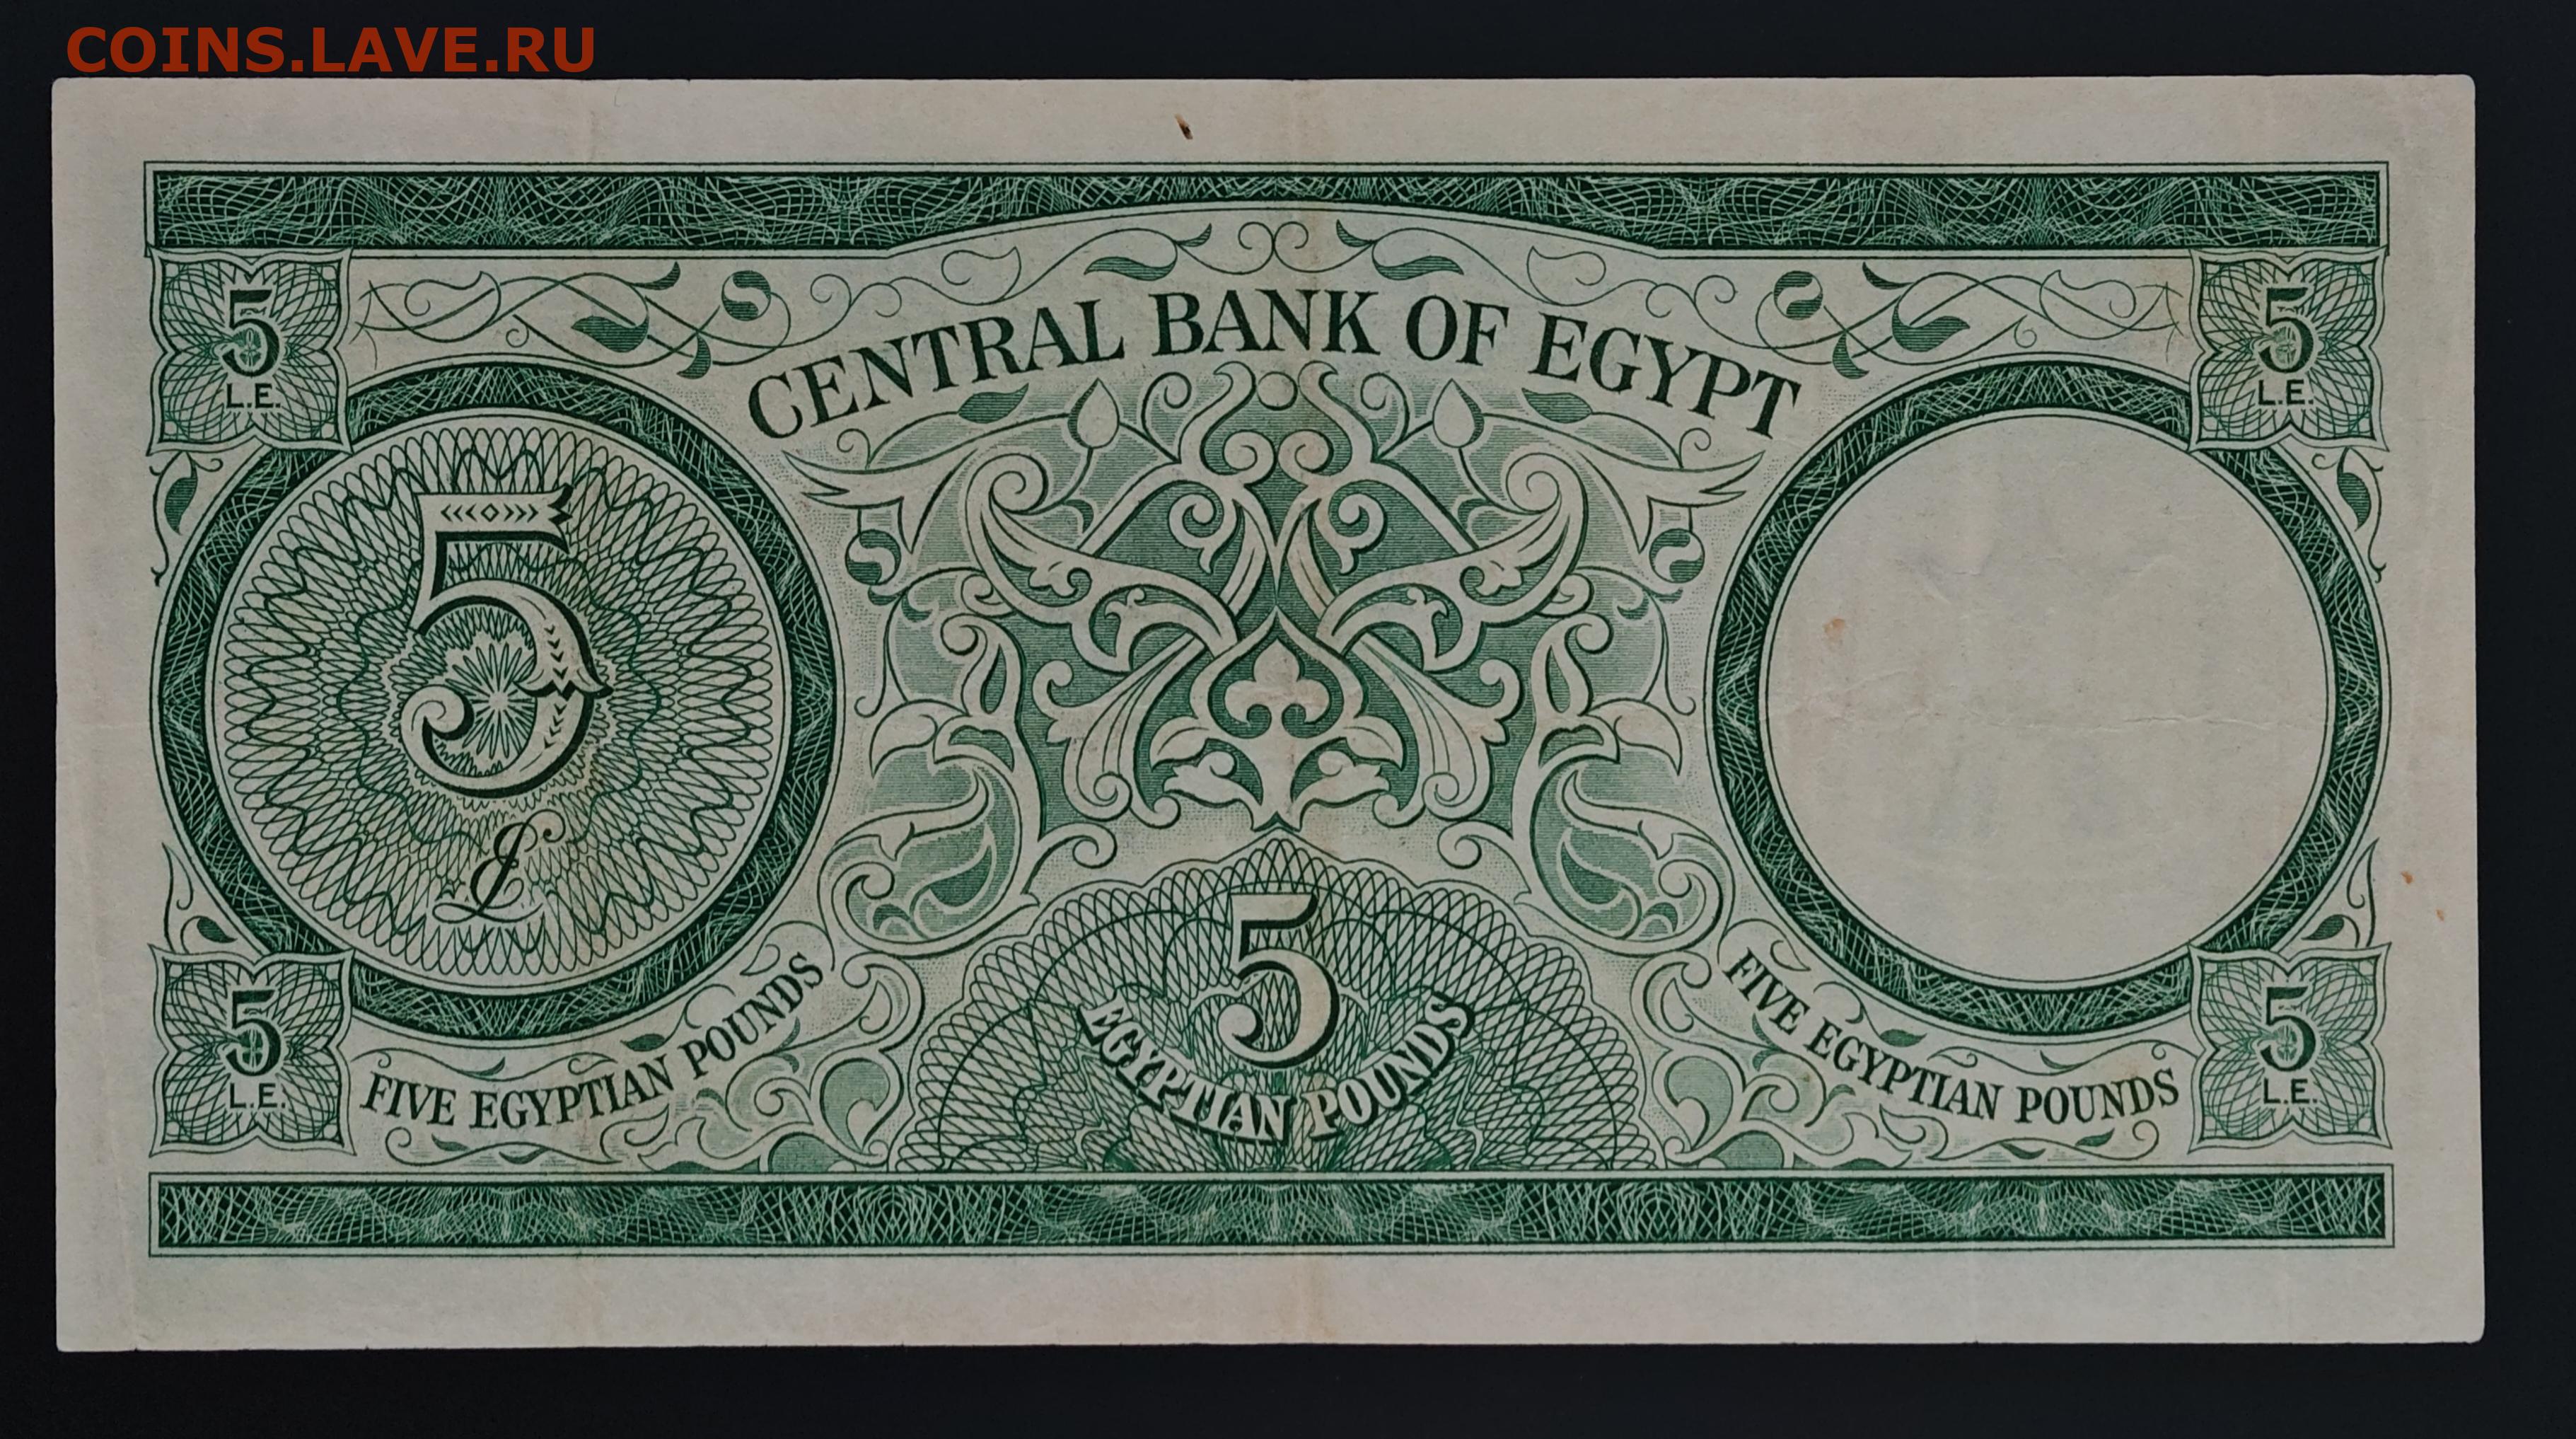 COINS.LAVE.RU
5
L.E.
5
L.E.
CENTRAL BANK OF EGYPT
5
£
5
EGYPTIAN POUNDS
FIVE EGYPTIAN POUNDS
FIVE EGYPTIAN POUNDS
5
L.E.
5
L.E.